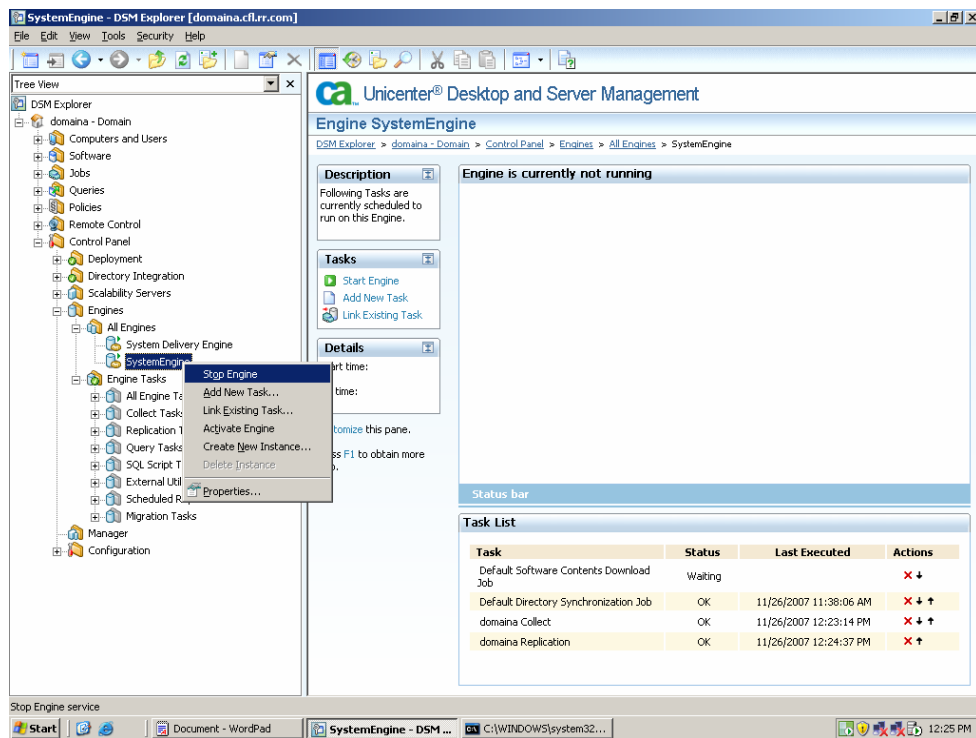 SystemEngine - DSM Explorer [domaina.cfl.rr.com]
File Edit View Tools Security Help
Tree View
DSM Explorer
domaina - Domain
Computers and Users
Software
Jobs
Queries
Policies
Remote Control
Control Panel
Deployment
Directory Integration
Scalability Servers
Engines
All Engines
System Delivery Engine
SystemEngine
Engine Tasks
All Engine Ta
Collect Task
Replication T
Query Tasks
SQL Script T
External Util
Scheduled R
Migration Tasks
Manager
Configuration
Stop Engine
Add New Task...
Link Existing Task...
Activate Engine
Create New Instance...
Delete Instance
Properties...
ca Unicenter® Desktop and Server Management
Engine SystemEngine
DSM Explorer > domaina - Domain > Control Panel > Engines > All Engines > SystemEngine
Description
Following Tasks are
currently scheduled to
run on this Engine.
Tasks
Start Engine
Add New Task
Link Existing Task
Details
art time:
time:
tomize this pane.
ss F1 to obtain more
p.
Engine is currently not running
Status bar
Task List
Task Status Last Executed Actions
Default Software Contents Download
Job Waiting
Default Directory Synchronization Job OK 11/26/2007 11:38:06 AM
domaina Collect OK 11/26/2007 12:23:14 PM
domaina Replication OK 11/26/2007 12:24:37 PM
Stop Engine service
Start Document - WordPad SystemEngine - DSM ... C:\WINDOWS\system32... 12:25 PM